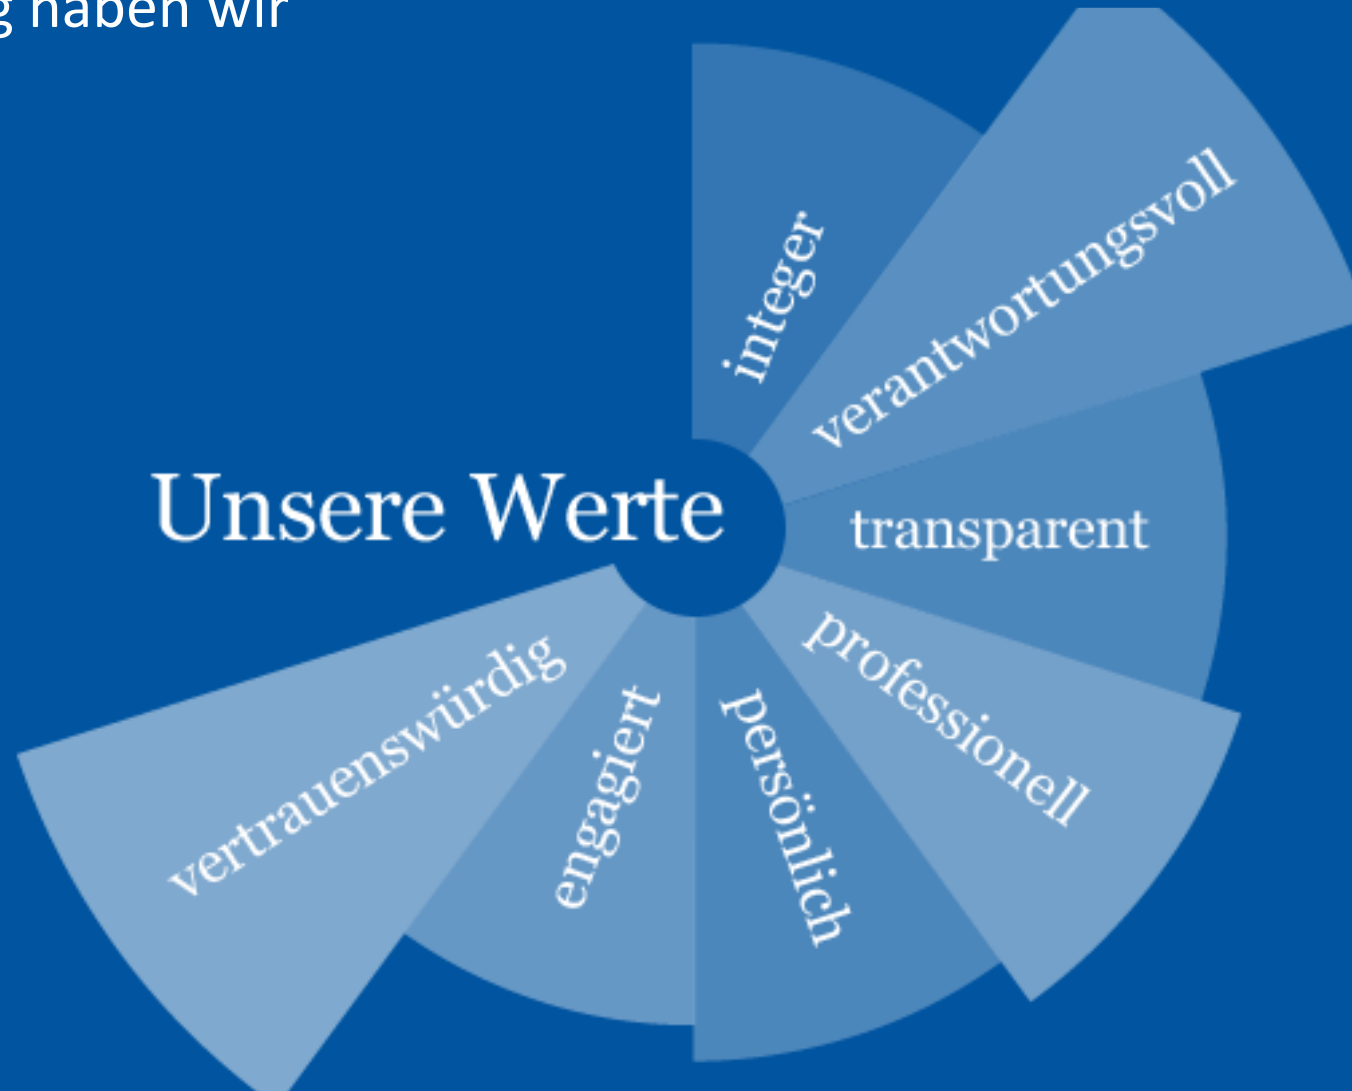 g haben wir
integer
verantwortungsvoll
Unsere Werte
transparent
professionell
persönlich
engagiert
vertrauenswürdig